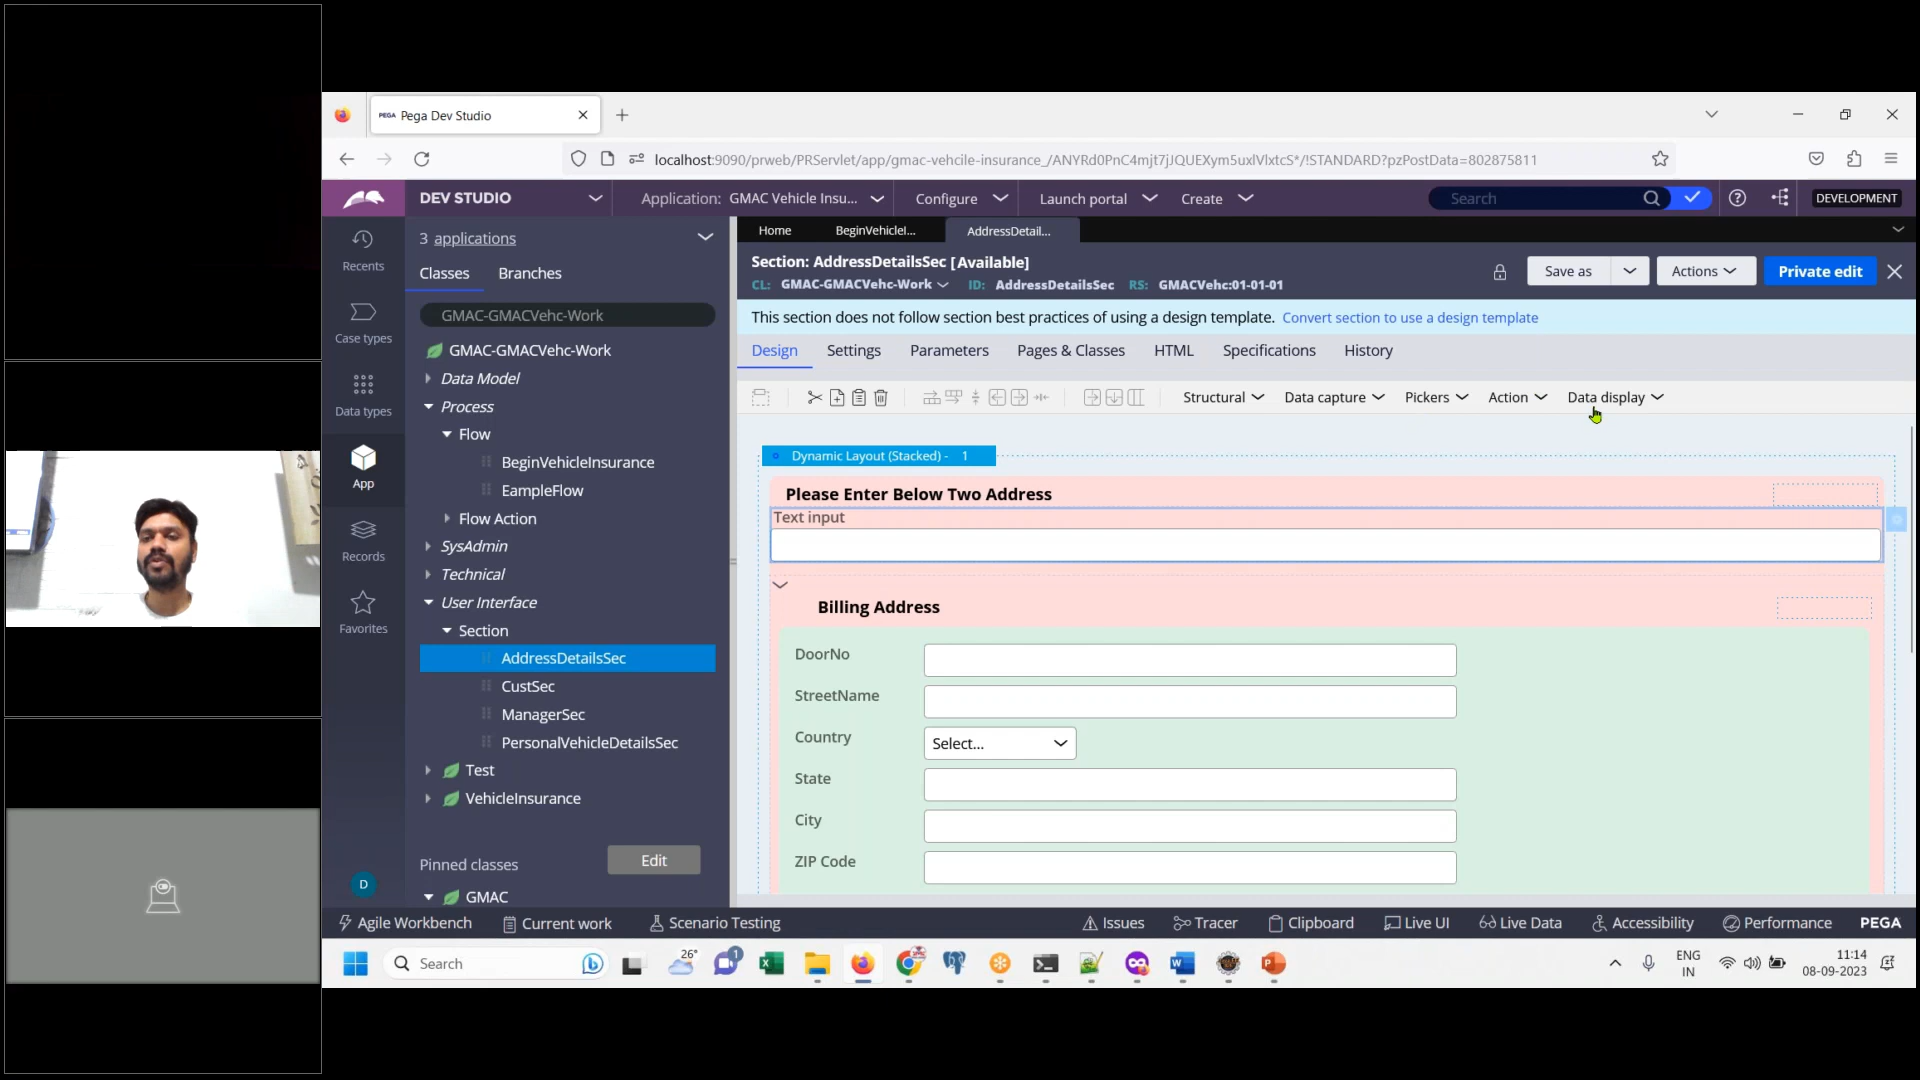 PEGA Pega Dev Studio
localhost:9090/prweb/PRServlet/app/gmac-vehcile-insurance_/ANYRd0PnC4mjt7jJQUEXym5uxlVlxtcS*/!STANDARD?pzPostData=802875811
DEV STUDIO
Application: GMAC Vehicle Insu...
Configure
Launch portal
Create
Search
DEVELOPMENT
Recents
Case types
Data types
App
Records
Favorites
D
3 applications
Classes Branches
GMAC-GMACVehc-Work
GMAC-GMACVehc-Work
Data Model
Process
Flow
BeginVehicleInsurance
EampleFlow
Flow Action
SysAdmin
Technical
User Interface
Section
AddressDetailsSec
CustSec
ManagerSec
PersonalVehicleDetailsSec
Test
VehicleInsurance
Pinned classes Edit
GMAC
Home BeginVehicleI... AddressDetail...
Section: AddressDetailsSec [Available]
CL: GMAC-GMACVehc-Work ID: AddressDetailsSec RS: GMACVehc:01-01-01
Save as Actions Private edit
This section does not follow section best practices of using a design template. Convert section to use a design template
Design Settings Parameters Pages & Classes HTML Specifications History
Structural Data capture Pickers Action Data display
Dynamic Layout (Stacked) - 1
Please Enter Below Two Address
Text input
Billing Address
DoorNo
StreetName
Country Select...
State
City
ZIP Code
Agile Workbench Current work Scenario Testing Issues Tracer Clipboard Live UI Live Data Accessibility Performance PEGA
Search
26°
1
ENG
IN
11:14
08-09-2023